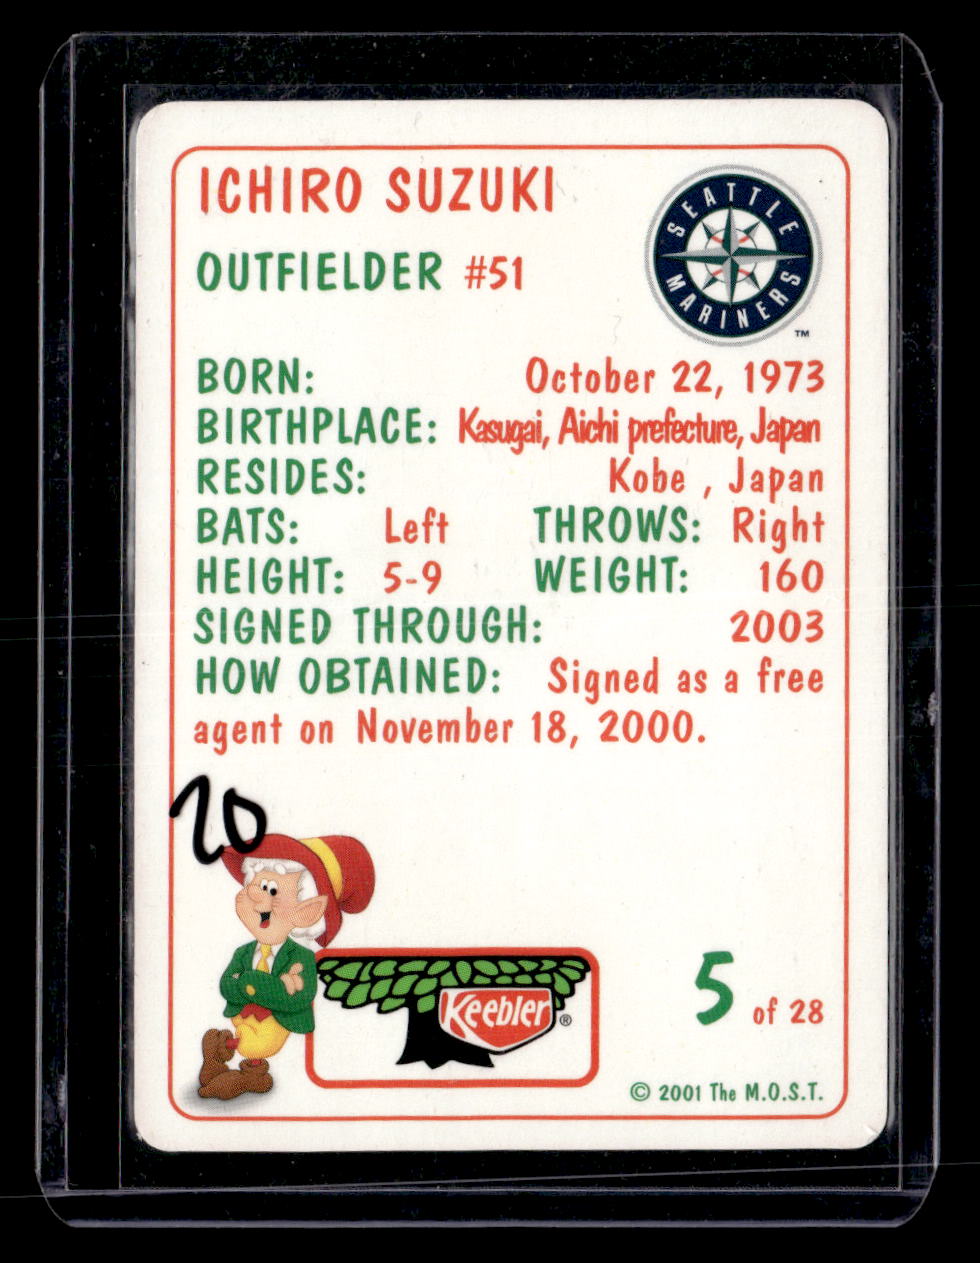 ICHIRO SUZUKI
SEATTLE MARINERS
™
OUTFIELDER #51
BORN: October 22, 1973
BIRTHPLACE: Kasugai, Aichi prefecture, Japan
RESIDES: Kobe , Japan
BATS: Left THROWS: Right
HEIGHT: 5-9 WEIGHT: 160
SIGNED THROUGH: 2003
HOW OBTAINED: Signed as a free
agent on November 18, 2000.
20
Keebler ®
5 of 28
© 2001 The M.O.S.T.